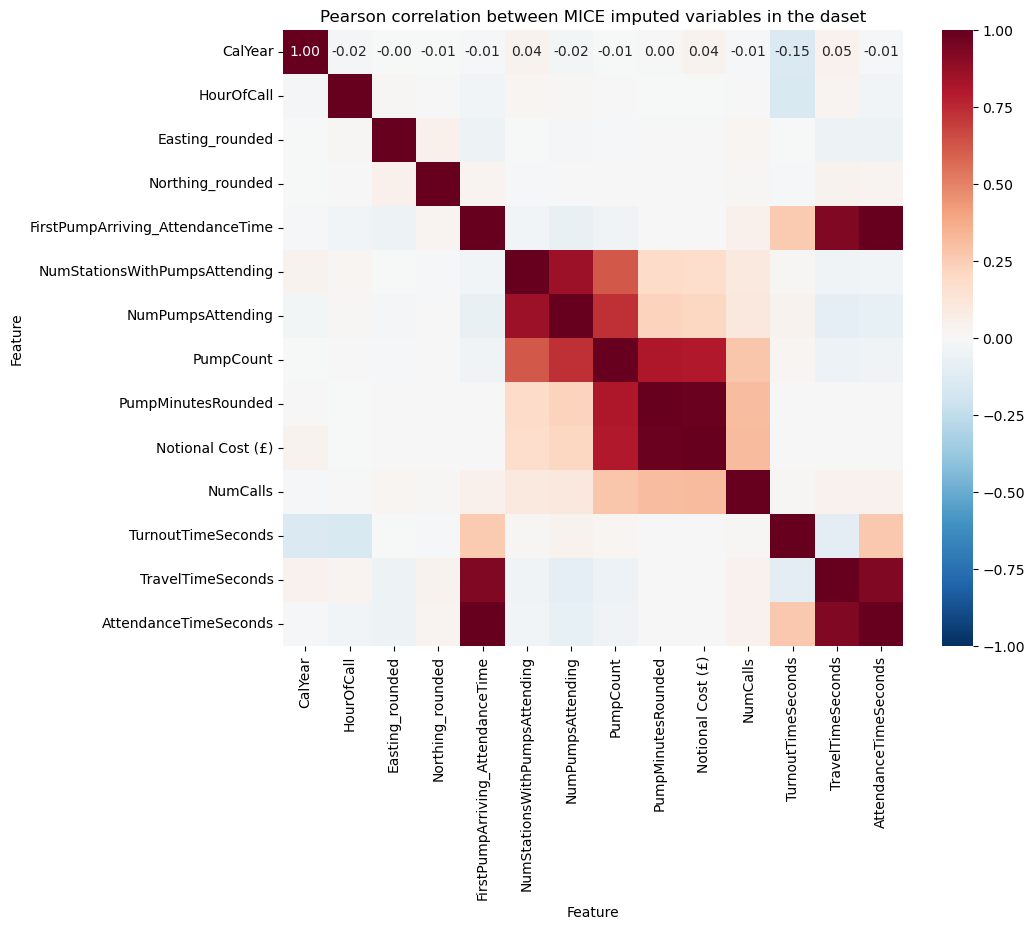 Pearson correlation between MICE imputed variables in the daset
CalYear
1.00 -0.02 -0.00 -0.01 -0.01 0.04 -0.02 -0.01 0.00 0.04 -0.01 -0.15 0.05 -0.01
HourOfCall
Easting_rounded
Northing_rounded
FirstPumpArriving_AttendanceTime
NumStationsWithPumpsAttending
NumPumpsAttending
PumpCount
PumpMinutesRounded
Notional Cost (£)
NumCalls
TurnoutTimeSeconds
TravelTimeSeconds
AttendanceTimeSeconds
Feature
CalYear
HourOfCall
Easting_rounded
Northing_rounded
FirstPumpArriving_AttendanceTime
NumStationsWithPumpsAttending
NumPumpsAttending
PumpCount
PumpMinutesRounded
Notional Cost (£)
NumCalls
TurnoutTimeSeconds
TravelTimeSeconds
AttendanceTimeSeconds
Feature
1.00
0.75
0.50
0.25
0.00
−0.25
−0.50
−0.75
−1.00